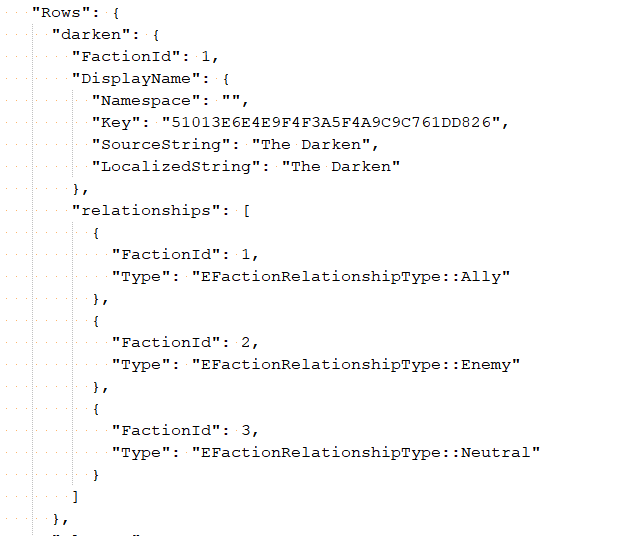 "Rows": {
"darken": {
"FactionId": 1,
"DisplayName": {
"Namespace": "",
"Key": "51013E6E4E9F4F3A5F4A9C9C761DD826",
"SourceString": "The Darken",
"LocalizedString": "The Darken"
},
"relationships": [
{
"FactionId": 1,
"Type": "EFactionRelationshipType::Ally"
},
{
"FactionId": 2,
"Type": "EFactionRelationshipType::Enemy"
},
{
"FactionId": 3,
"Type": "EFactionRelationshipType::Neutral"
}
]
},